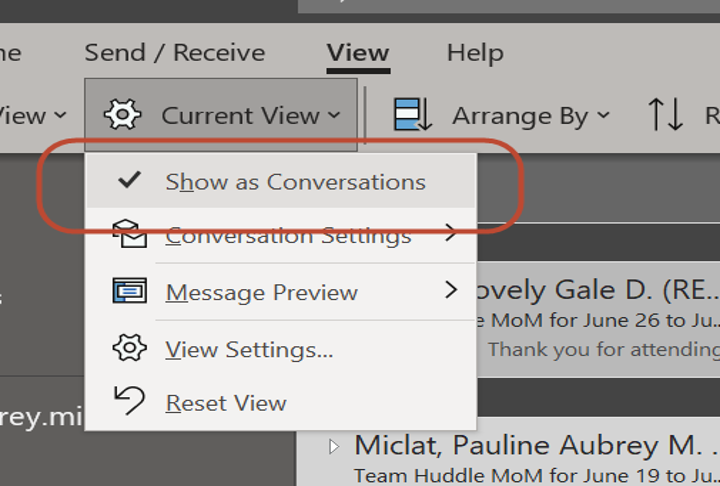 Send / Receive View Help
View Current View Arrange By
Show as Conversations
Conversation Settings
Message Preview
View Settings...
Reset View
ovely Gale D. (RE...
MoM for June 26 to Ju...
Thank you for attending
rey.mi
Miclat, Pauline Aubrey M. .
Team Huddle MoM for June 19 to Ju...